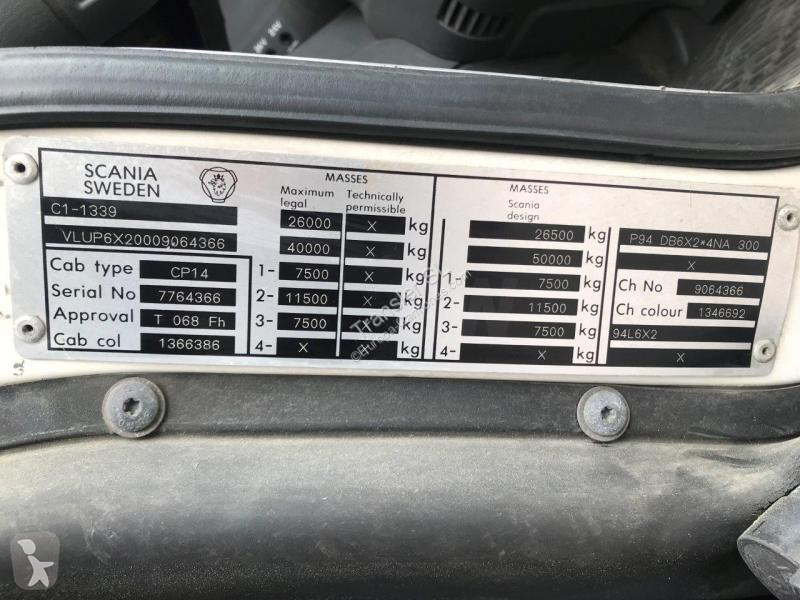 SCANIA
SWEDEN
C1-1339
VLUP6X20009064366
Cab type CP14
Serial No 7764366
Approval T 068 Fh
Cab col 1366386
MASSES
Maximum legal Technically permissible
26000 X kg
40000 X kg
1- 7500 X kg
2- 11500 X kg
3- 7500 X kg
4- X X kg
MASSES
Scania design
26500 kg
50000 kg
1- 7500 kg
2- 11500 kg
3- 7500 kg
4- X kg
P94 DB6X2*4NA 300
X
Ch No 9064366
Ch colour 1346692
94L6X2
X